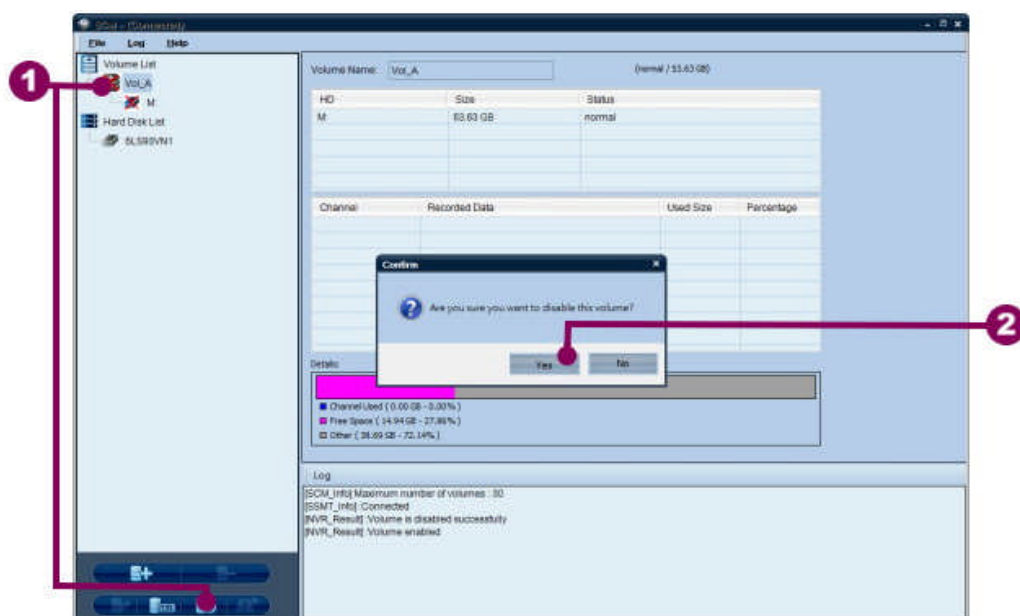 File Log Help
Volume List
Vol_A
M:
Hard Disk List
1
Volume Name: Vol_A (normal / 53.63 GB)
HD Size Status
M: 53.63 GB normal
Channel Recorded Data Used Size Percentage
Confirm
Are you sure you want to disable this volume?
Yes No
2
Details
Channel Used ( 0.00 GB - 0.00% )
Free Space ( 14.94 GB - 27.86% )
Other ( 38.69 GB - 72.14% )
Log
[SCM_Info] Maximum number of volumes : 30
[SSMT_Info] :Connected
[NVR_Result] :Volume is disabled successfully
[NVR_Result] :Volume enabled